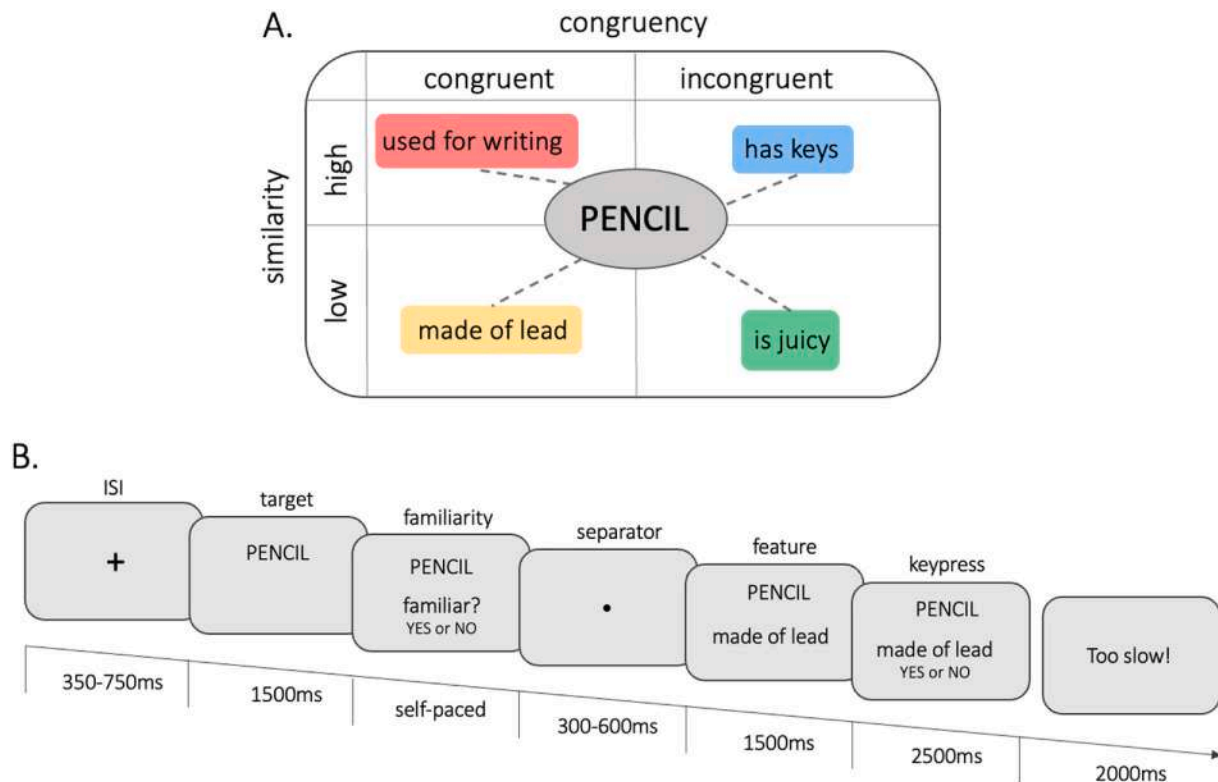 A.
congruency
congruent
incongruent
similarity
high
low
used for writing
has keys
PENCIL
made of lead
is juicy
B.
ISI
+
350-750ms
target
PENCIL
1500ms
familiarity
PENCIL
familiar?
YES or NO
self-paced
separator
•
300-600ms
feature
PENCIL
made of lead
1500ms
keypress
PENCIL
made of lead
YES or NO
2500ms
Too slow!
2000ms